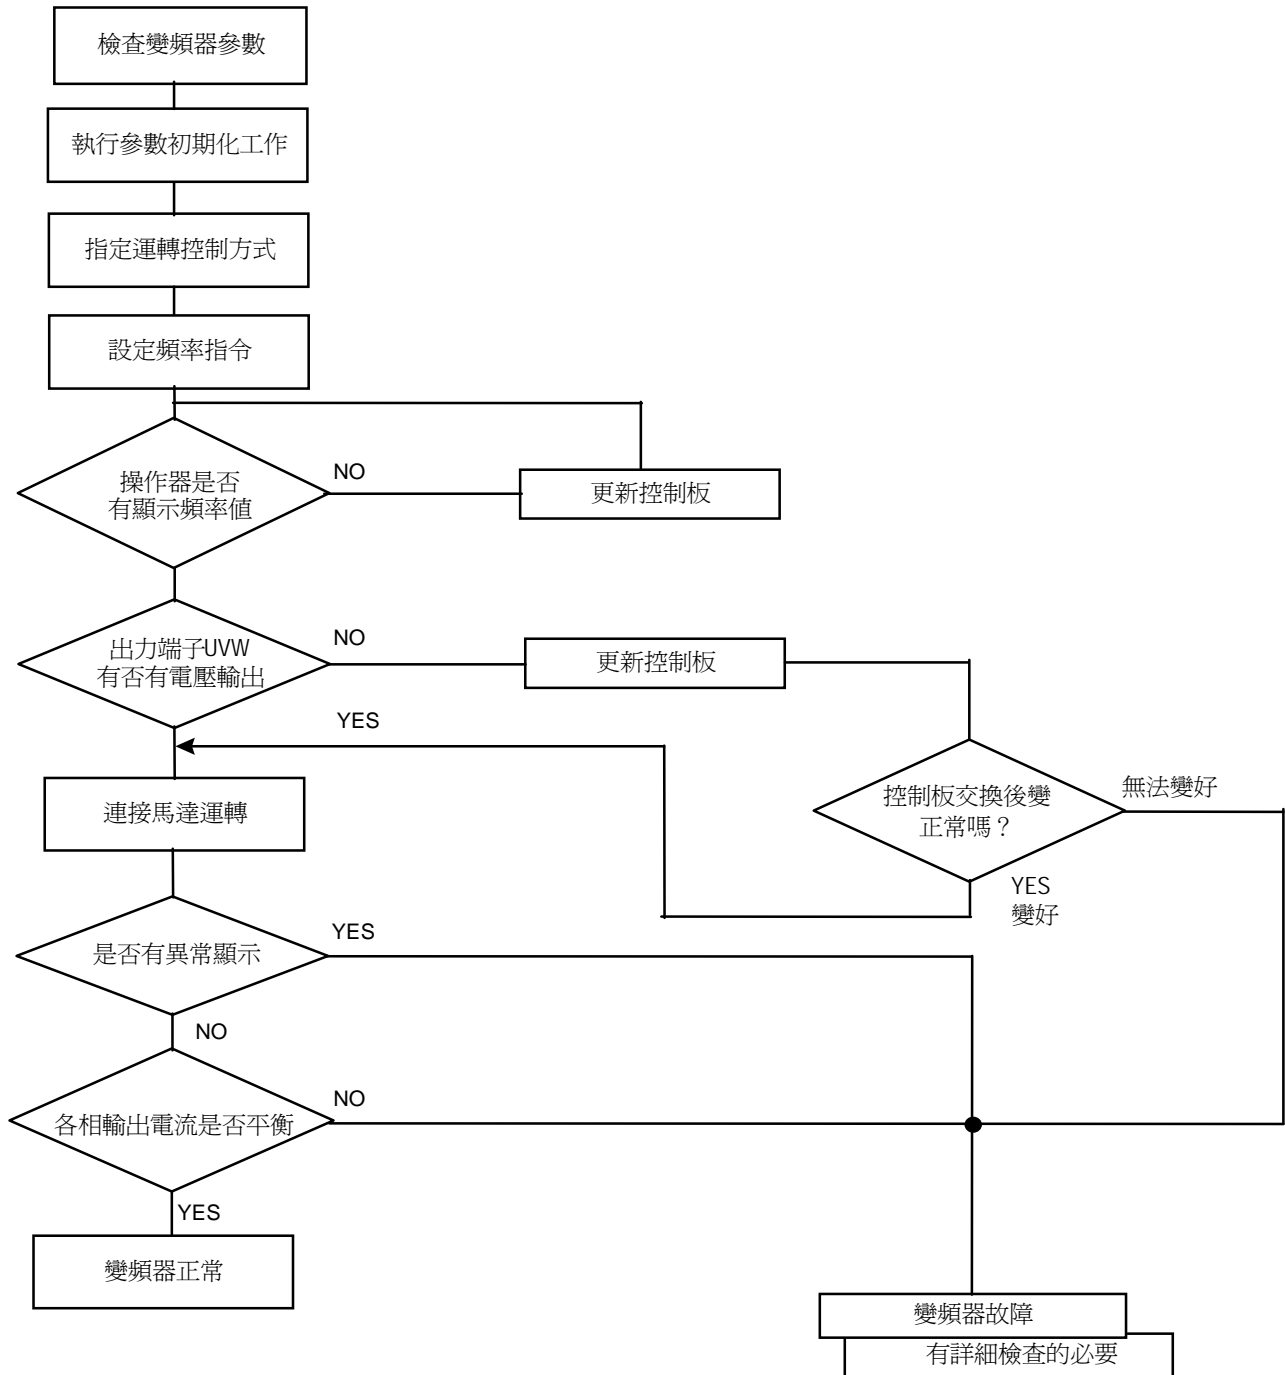 檢查變頻器參數
執行參數初期化工作
指定運轉控制方式
設定頻率指令
操作器是否
有顯示頻率值
NO
更新控制板
出力端子UVW
有否有電壓輸出
NO
更新控制板
YES
控制板交換後變
正常嗎？
無法變好
YES
變好
連接馬達運轉
是否有異常顯示
YES
NO
各相輸出電流是否平衡
NO
YES
變頻器正常
變頻器故障
有詳細檢查的必要